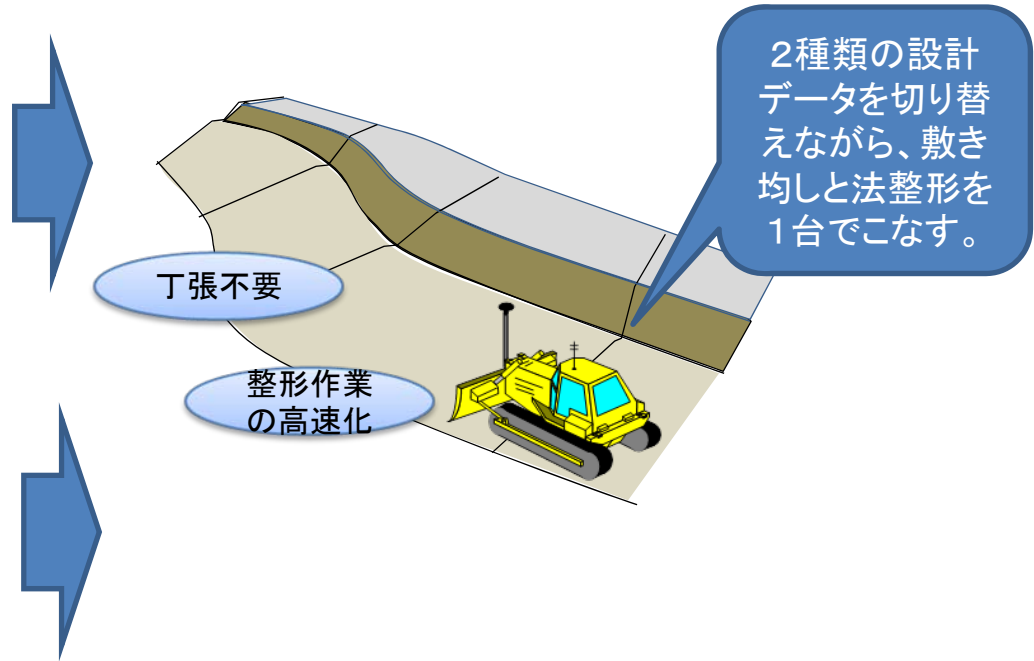 ２種類の設計
データを切り替
えながら、敷き
均しと法整形を
１台でこなす。
丁張不要
整形作業
の高速化